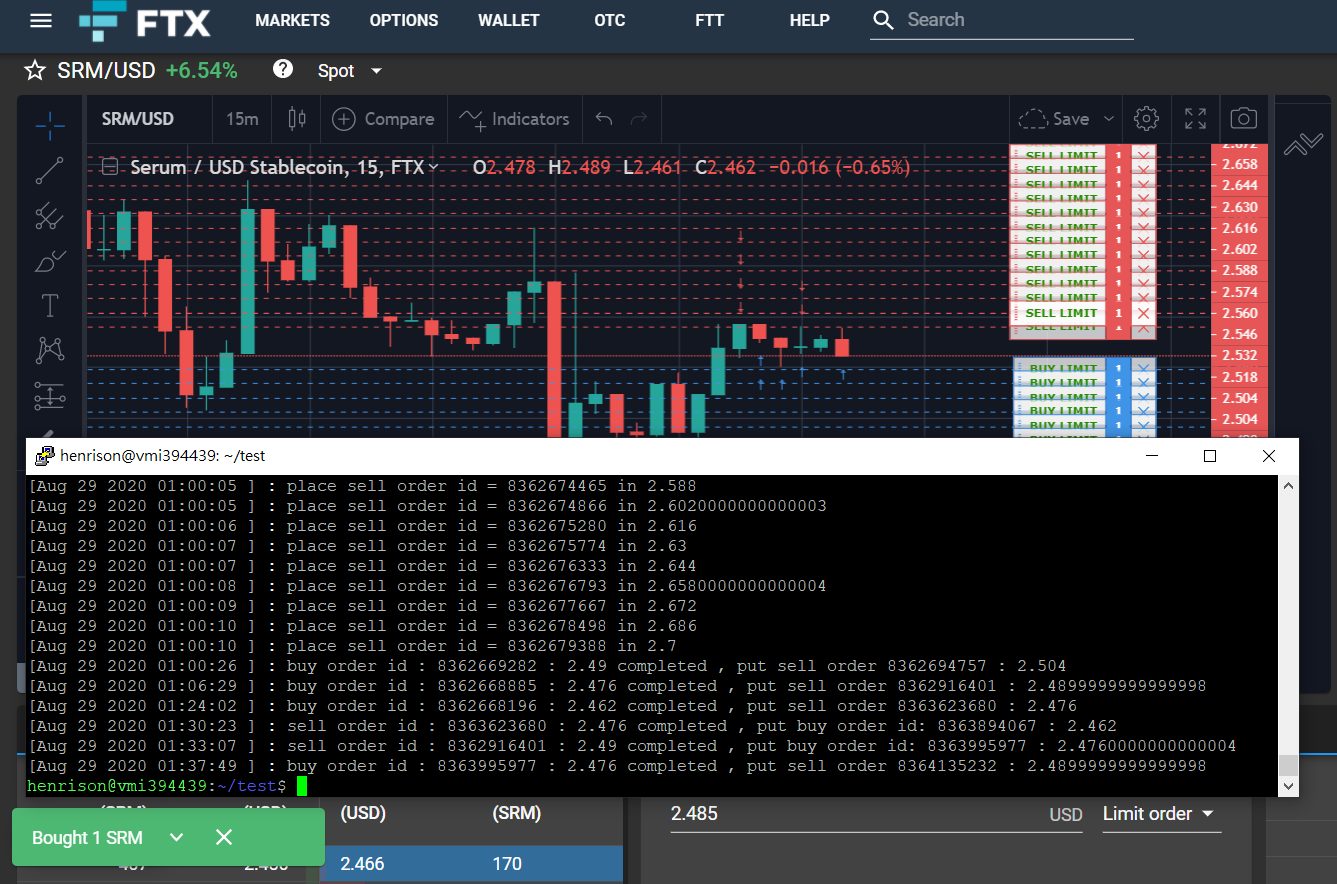 FTX MARKETS OPTIONS WALLET OTC FTT HELP Search
SRM/USD +6.54% ? Spot
SRM/USD 15m Compare Indicators Save
Serum / USD Stablecoin, 15, FTX O2.478 H2.489 L2.461 C2.462 -0.016 (-0.65%)
SELL LIMIT 1 2.672
SELL LIMIT 1 2.658
SELL LIMIT 1 2.644
SELL LIMIT 1 2.630
SELL LIMIT 1 2.616
SELL LIMIT 1 2.602
SELL LIMIT 1 2.588
SELL LIMIT 1 2.574
SELL LIMIT 1 2.560
SELL LIMIT 1 2.546
SELL LIMIT 1
SELL LIMIT 1
SELL LIMIT 1
2.532
BUY LIMIT 1 2.518
BUY LIMIT 1 2.504
BUY LIMIT 1 2.504
BUY LIMIT 1
BUY LIMIT 1
BUY LIMIT
henrison@vmi394439: ~/test
[Aug 29 2020 01:00:05 ] : place sell order id = 8362674465 in 2.588
[Aug 29 2020 01:00:05 ] : place sell order id = 8362674866 in 2.6020000000000003
[Aug 29 2020 01:00:06 ] : place sell order id = 8362675280 in 2.616
[Aug 29 2020 01:00:07 ] : place sell order id = 8362675774 in 2.63
[Aug 29 2020 01:00:07 ] : place sell order id = 8362676333 in 2.644
[Aug 29 2020 01:00:08 ] : place sell order id = 8362676793 in 2.6580000000000004
[Aug 29 2020 01:00:09 ] : place sell order id = 8362677667 in 2.672
[Aug 29 2020 01:00:10 ] : place sell order id = 8362678498 in 2.686
[Aug 29 2020 01:00:10 ] : place sell order id = 8362679388 in 2.7
[Aug 29 2020 01:00:26 ] : buy order id : 8362669282 : 2.49 completed , put sell order 8362694757 : 2.504
[Aug 29 2020 01:06:29 ] : buy order id : 8362668885 : 2.476 completed , put sell order 8362916401 : 2.4899999999999998
[Aug 29 2020 01:24:02 ] : buy order id : 8362668196 : 2.462 completed , put sell order 8363623680 : 2.476
[Aug 29 2020 01:30:23 ] : sell order id : 8363623680 : 2.476 completed , put buy order id: 8363894067 : 2.462
[Aug 29 2020 01:33:07 ] : sell order id : 8362916401 : 2.49 completed , put buy order id: 8363995977 : 2.4760000000000004
[Aug 29 2020 01:37:49 ] : buy order id : 8363995977 : 2.476 completed , put sell order 8364135232 : 2.4899999999999998
henrison@vmi394439:~/test$
(SRM) (USD) (USD) (SRM) 2.485 USD Limit order
Bought 1 SRM
2.466 170